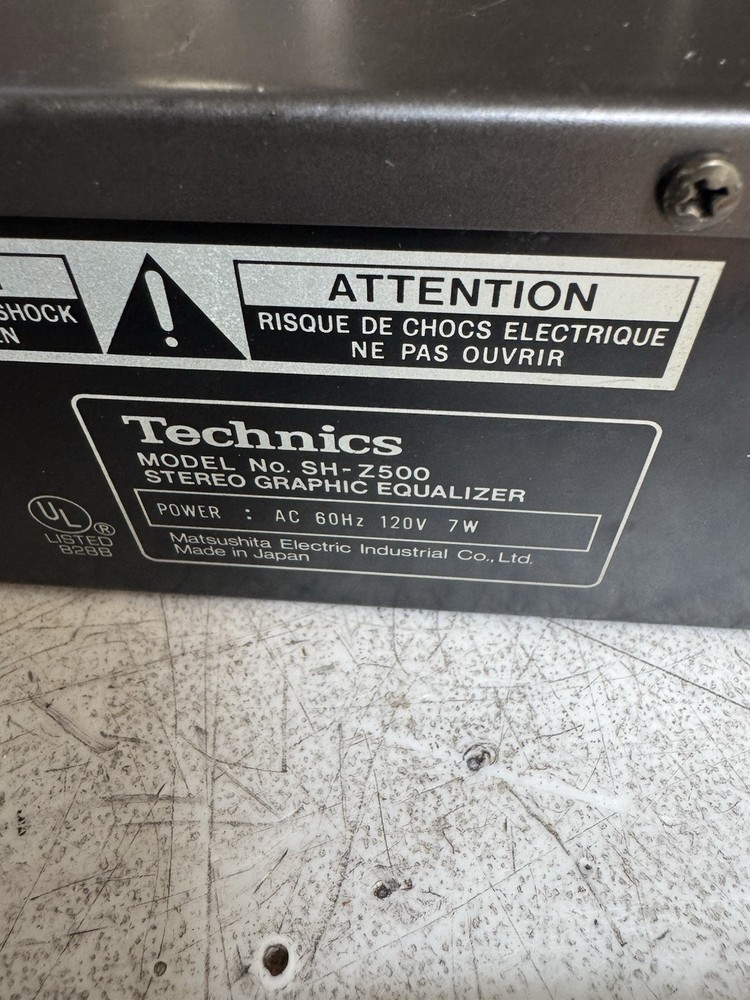 SHOCK
EN
ATTENTION
RISQUE DE CHOCS ELECTRIQUE
NE PAS OUVRIR
Technics
MODEL No. SH-Z500
STEREO GRAPHIC EQUALIZER
POWER : AC 60Hz 120V 7W
Matsushita Electric Industrial Co., Ltd.
Made in Japan
UL ®
LISTED
82BB